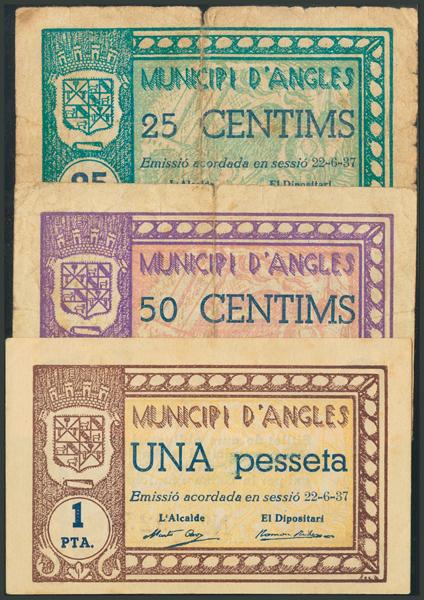 MUNICIPI D'ANGLES
25 CENTIMS
Emissió acordada en sessió 22-6-37
L'Alcalde El Dipositari
25
MUNICIPI D'ANGLES
50 CENTIMS
MUNICIPI D'ANGLES
UNA pesseta
Emissió acordada en sessió 22-6-37
L'Alcalde El Dipositari
1
PTA.